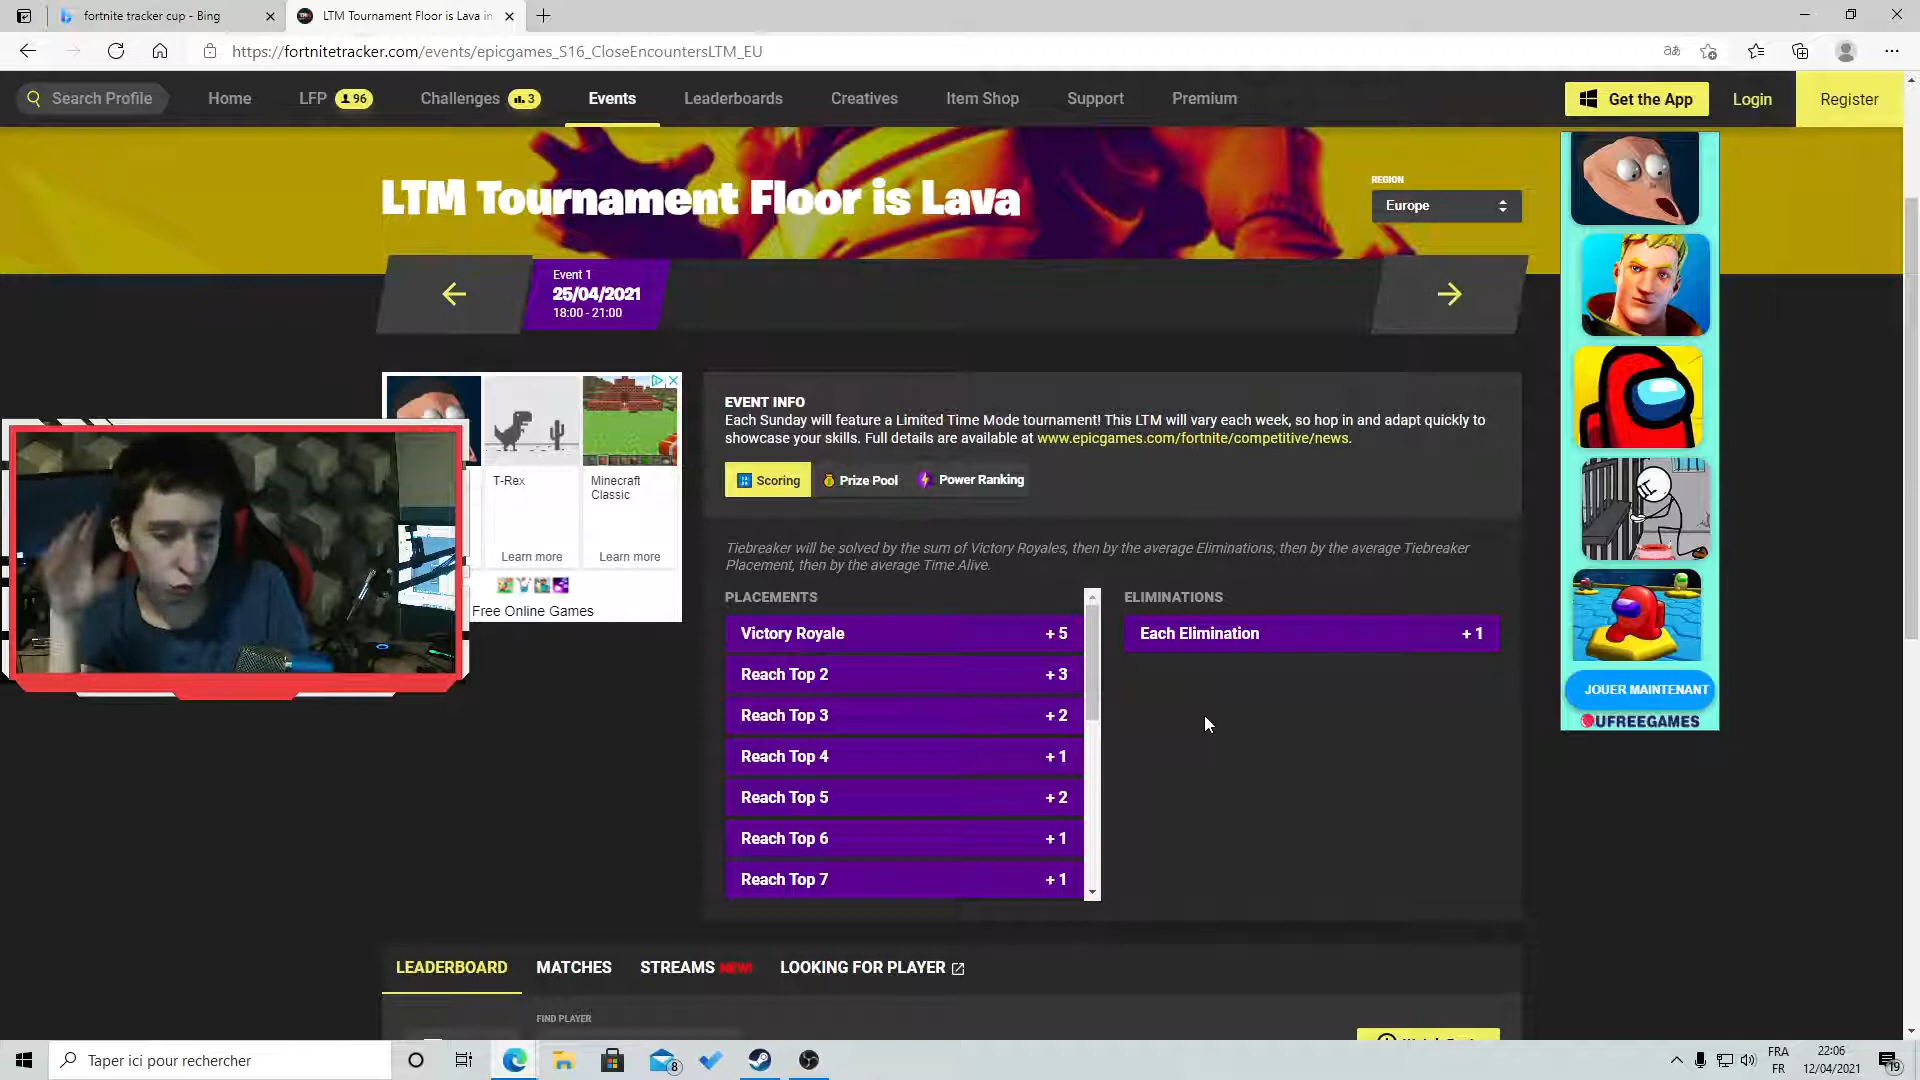 fortnite tracker cup - Bing
LTM Tournament Floor is Lava in
https://fortnitetracker.com/events/epicgames_S16_CloseEncountersLTM_EU
Search Profile
Home
LFP 96
Challenges 3
Events
Leaderboards
Creatives
Item Shop
Support
Premium
Get the App
Login
Register
LTM Tournament Floor is Lava
REGION
Europe
Event 1
25/04/2021
18:00 - 21:00
EVENT INFO
Each Sunday will feature a Limited Time Mode tournament! This LTM will vary each week, so hop in and adapt quickly to
showcase your skills. Full details are available at www.epicgames.com/fortnite/competitive/news.
Scoring
Prize Pool
Power Ranking
T-Rex
Minecraft
Classic
Learn more
Learn more
Free Online Games
Tiebreaker will be solved by the sum of Victory Royales, then by the average Eliminations, then by the average Tiebreaker
Placement, then by the average Time Alive.
PLACEMENTS
Victory Royale + 5
Reach Top 2 + 3
Reach Top 3 + 2
Reach Top 4 + 1
Reach Top 5 + 2
Reach Top 6 + 1
Reach Top 7 + 1
ELIMINATIONS
Each Elimination + 1
JOUER MAINTENANT
UFREEGAMES
LEADERBOARD
MATCHES
STREAMS NEW!
LOOKING FOR PLAYER
FIND PLAYER
Taper ici pour rechercher
8
FRA
FR
22:06
12/04/2021
19